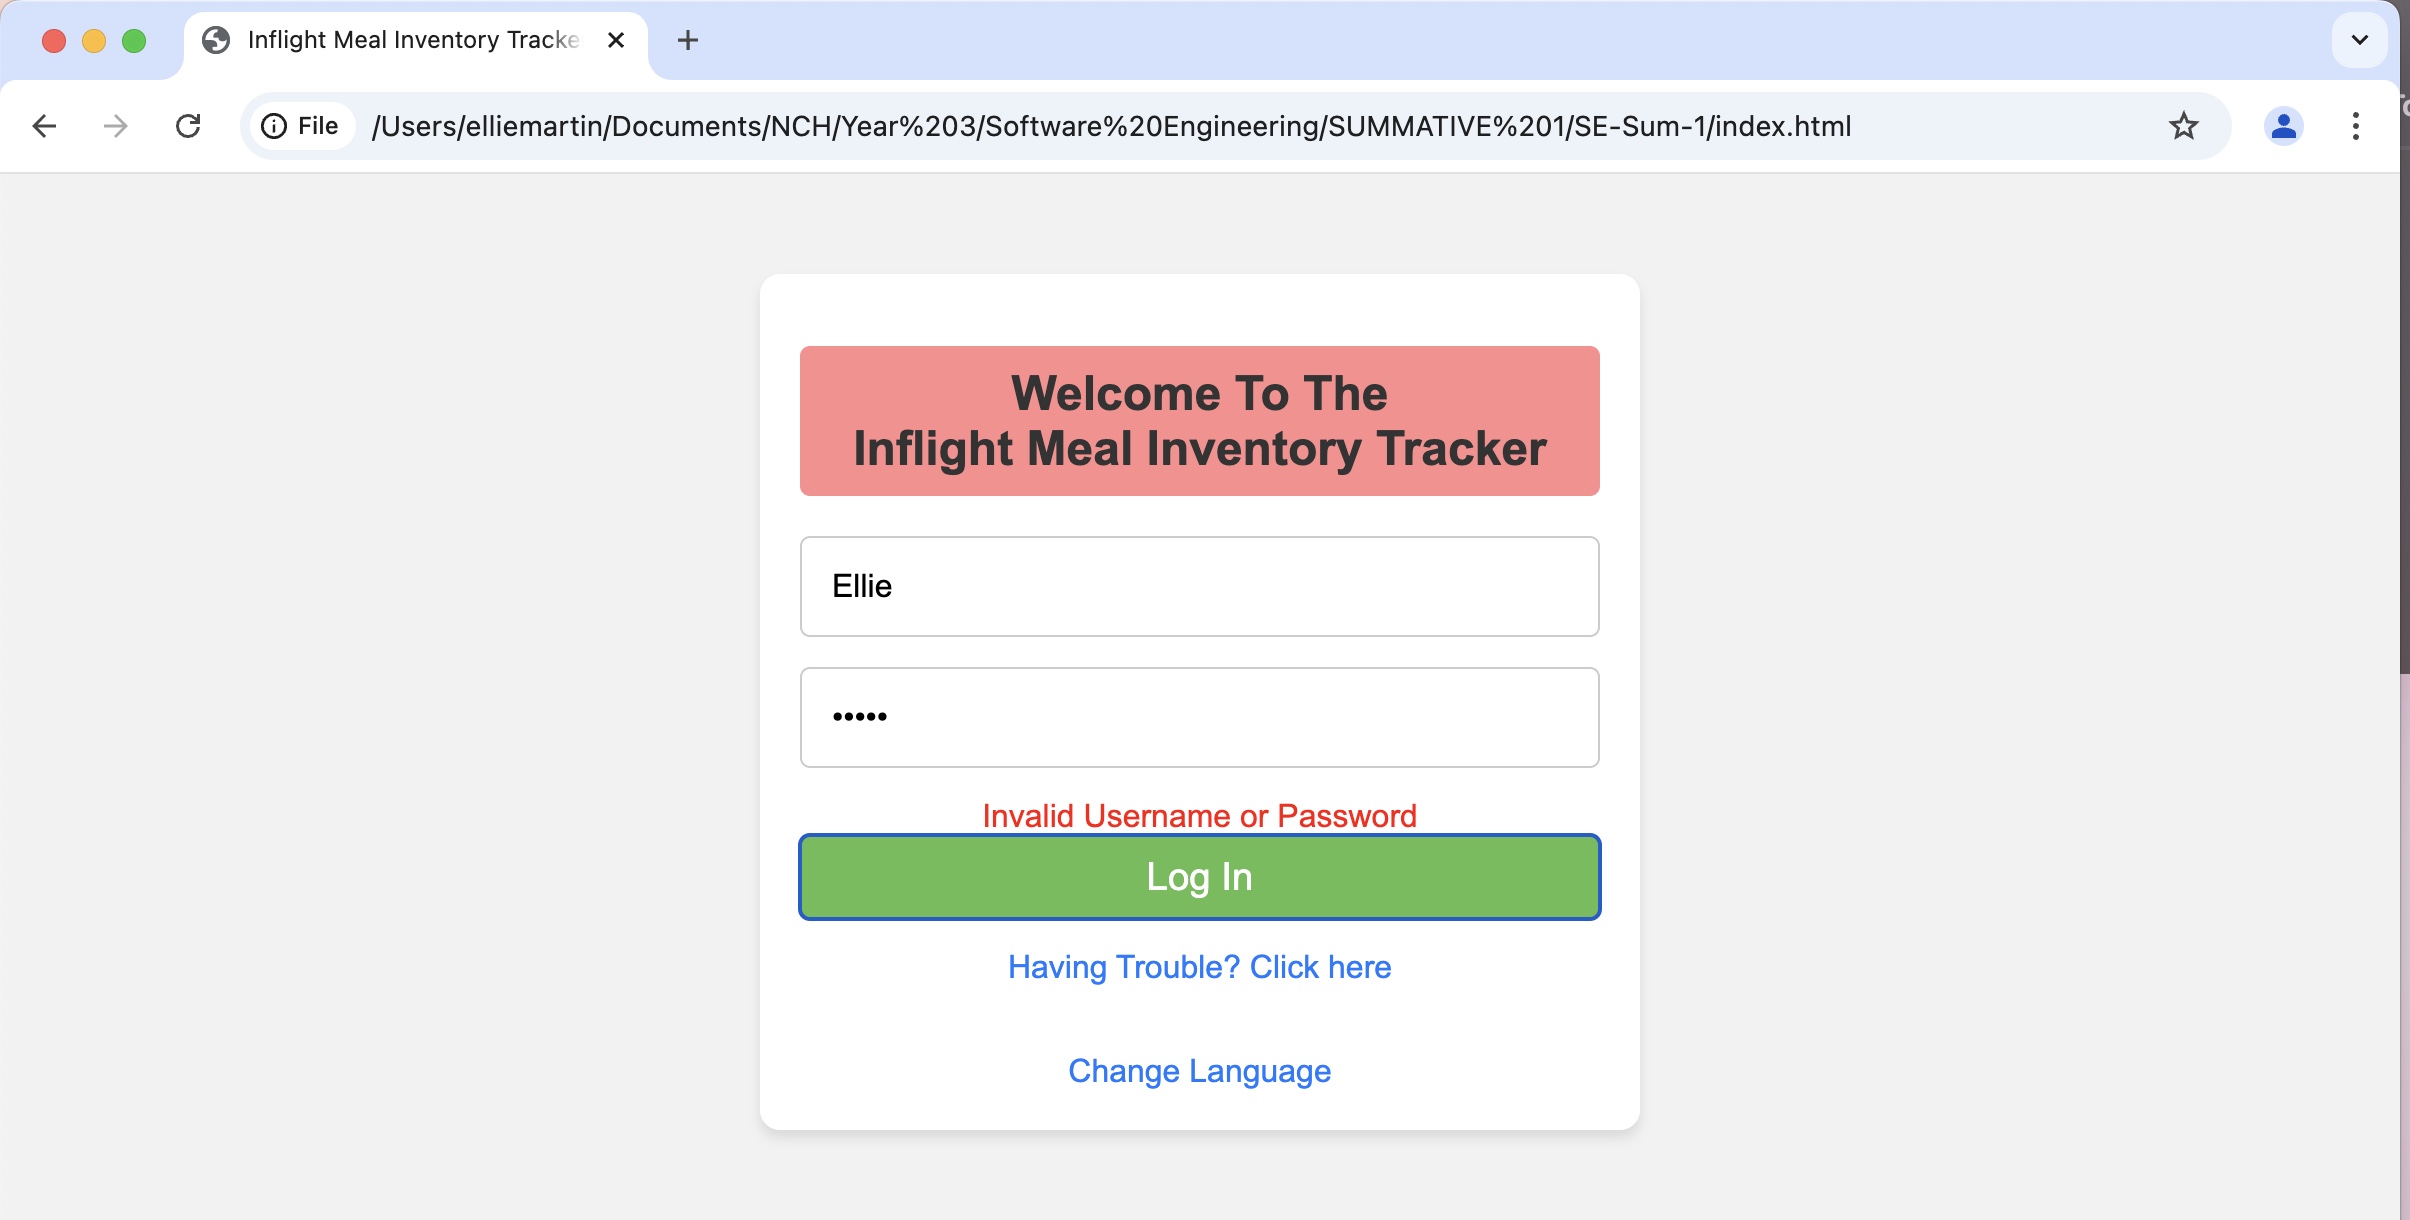 Inflight Meal Inventory Tracke
File
/Users/elliemartin/Documents/NCH/Year%203/Software%20Engineering/SUMMATIVE%201/SE-Sum-1/index.html
Welcome To The
Inflight Meal Inventory Tracker
Ellie
•••••
Invalid Username or Password
Log In
Having Trouble? Click here
Change Language